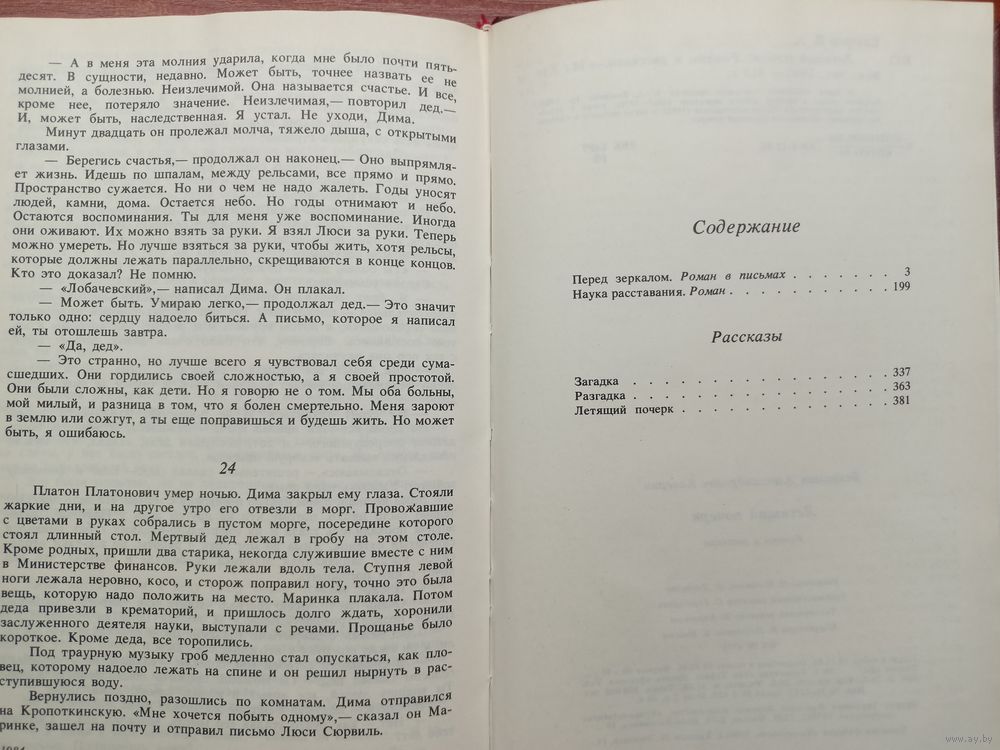 — А в меня эта молния ударила, когда мне было почти пять-
десят. В сущности, недавно. Может быть, точнее назвать ее не
молнией, а болезнью. Неизлечимой. Она называется счастье. И все,
кроме нее, потеряло значение. Неизлечимая,— повторил дед.—
И, может быть, наследственная. Я устал. Не уходи, Дима.
Минут двадцать он пролежал молча, тяжело дыша, с открытыми
глазами.
— Берегись счастья,— продолжал он наконец.— Оно выпрямля-
ет жизнь. Идешь по шпалам, между рельсами, все прямо и прямо.
Пространство сужается. Но ни о чем не надо жалеть. Годы уносят
людей, камни, дома. Остается небо. Но годы отнимают и небо.
Остаются воспоминания. Ты для меня уже воспоминание. Иногда
они оживают. Их можно взять за руки. Я взял Люси за руки. Теперь
можно умереть. Но лучше взяться за руки, чтобы жить, хотя рельсы,
которые должны лежать параллельно, скрещиваются в конце концов.
Кто это доказал? Не помню.
— «Лобачевский»,— написал Дима. Он плакал.
— Может быть. Умираю легко,— продолжал дед.— Это значит
только одно: сердцу надоело биться. А письмо, которое я написал
ей, ты отошлешь завтра.
— «Да, дед».
— Это странно, но лучше всего я чувствовал себя среди сума-
сшедших. Они гордились своей сложностью, а я своей простотой.
Они были сложны, как дети. Но я говорю не о том. Мы оба больны,
мой милый, и разница в том, что я болен смертельно. Меня зароют
в землю или сожгут, а ты еще поправишься и будешь жить. Но может
быть, я ошибаюсь.
24
Платон Платонович умер ночью. Дима закрыл ему глаза. Стояли
жаркие дни, и на другое утро его отвезли в морг. Провожавшие
с цветами в руках собрались в пустом морге, посередине которого
стоял длинный стол. Мертвый дед лежал в гробу на этом столе.
Кроме родных, пришли два старика, некогда служившие вместе с ним
в Министерстве финансов. Руки лежали вдоль тела. Ступня левой
ноги лежала неровно, косо, и сторож поправил ногу, точно это была
вещь, которую надо положить на место. Маринка плакала. Потом
деда привезли в крематорий, и пришлось долго ждать, хоронили
заслуженного деятеля науки, выступали с речами. Прощанье было
короткое. Кроме деда, все торопились.
Под траурную музыку гроб медленно стал опускаться, как пло-
вец, которому надоело лежать на спине и он решил нырнуть в рас-
ступившуюся воду.
Вернулись поздно, разошлись по комнатам. Дима отправился
на Кропоткинскую. «Мне хочется побыть одному»,— сказал он Ма-
ринке, зашел на почту и отправил письмо Люси Сюрвиль.
1984
Содержание
Перед зеркалом. Роман в письмах . . . . . . . 3
Наука расставания. Роман . . . . . . . . . . . 199
Рассказы
Загадка . . . . . . . . . . . . . . . . 337
Разгадка . . . . . . . . . . . . . . . . 363
Летящий почерк . . . . . . . . . . . . . 381
www.ay.by